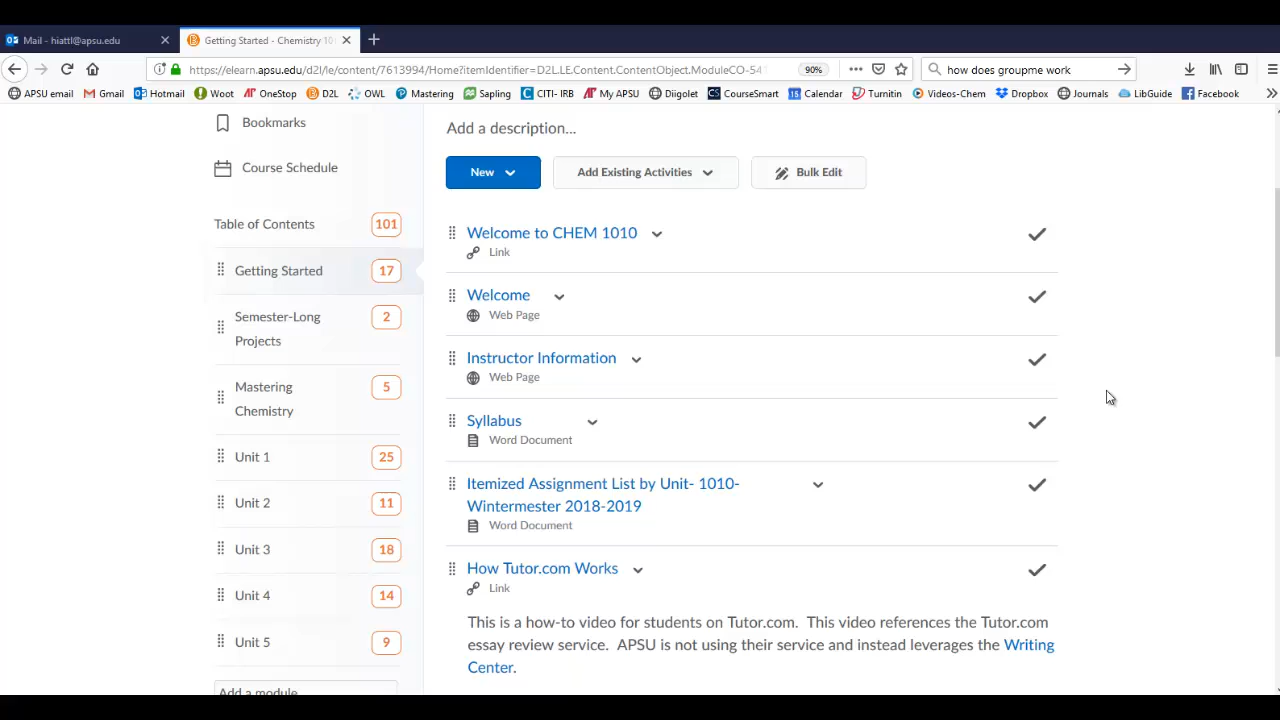 Mail - hiattl@apsu.edu
Getting Started - Chemistry 10
https://elearn.apsu.edu/d2l/le/content/7613994/Home?itemIdentifier=D2L.LE.Content.ContentObject.ModuleCO-541
90%
how does groupme work
APSU email Gmail Hotmail Woot OneStop D2L OWL Mastering Sapling CITI- IRB My APSU Diigolet CourseSmart Calendar Turnitin Videos-Chem Dropbox Journals LibGuide Facebook
Bookmarks
Course Schedule
Table of Contents 101
Getting Started 17
Semester-Long
Projects
2
Mastering
Chemistry
5
Unit 1 25
Unit 2 11
Unit 3 18
Unit 4 14
Unit 5 9
Add a module
Add a description...
New Add Existing Activities Bulk Edit
Welcome to CHEM 1010
Link
Welcome
Web Page
Instructor Information
Web Page
Syllabus
Word Document
Itemized Assignment List by Unit- 1010-
Wintermester 2018-2019
Word Document
How Tutor.com Works
Link
This is a how-to video for students on Tutor.com. This video references the Tutor.com
essay review service. APSU is not using their service and instead leverages the Writing
Center.